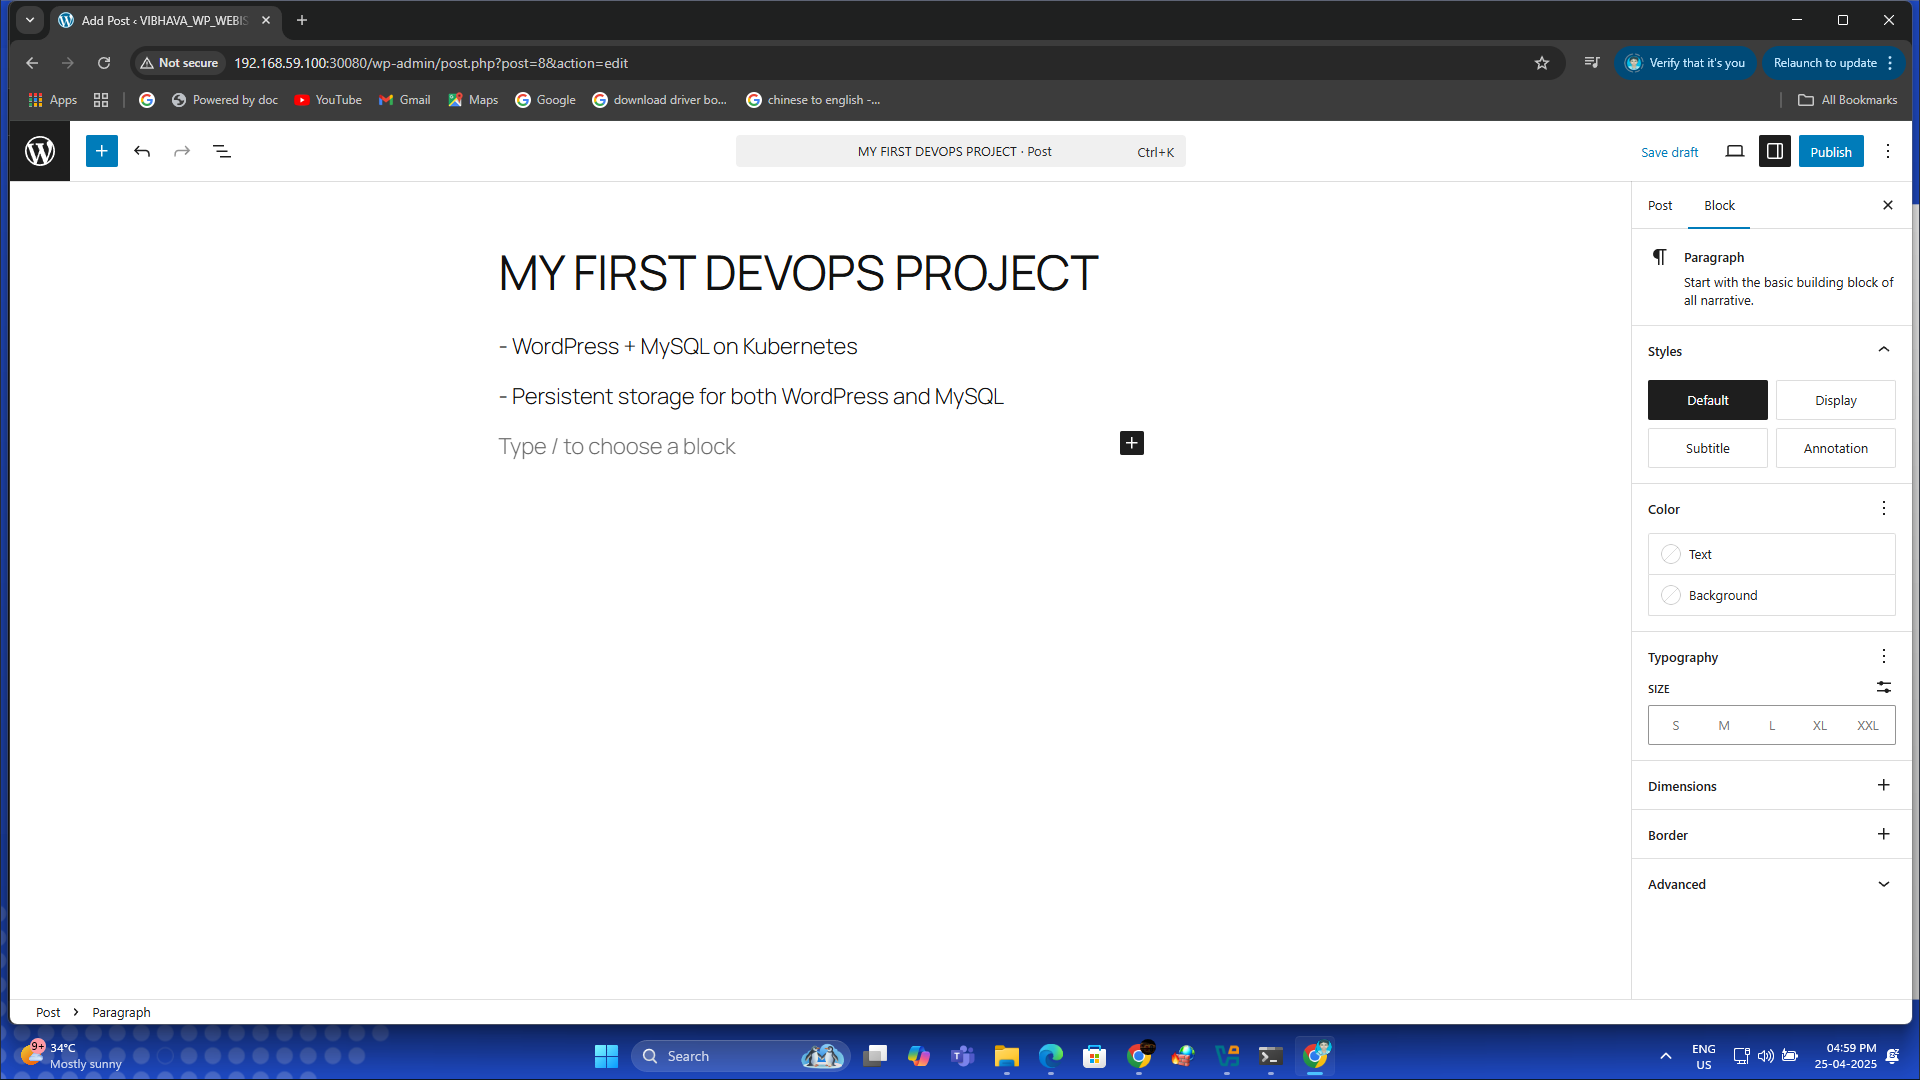 Add Post ‹ VIBHAVA_WP_WEBIS
Not secure 192.168.59.100:30080/wp-admin/post.php?post=8&action=edit
Verify that it's you
Relaunch to update
Apps
Powered by doc
YouTube
Gmail
Maps
Google
download driver bo...
chinese to english -...
All Bookmarks
MY FIRST DEVOPS PROJECT · Post Ctrl+K
Save draft
Publish
MY FIRST DEVOPS PROJECT
- WordPress + MySQL on Kubernetes
- Persistent storage for both WordPress and MySQL
Type / to choose a block
Post Block
Paragraph
Start with the basic building block of
all narrative.
Styles
Default Display
Subtitle Annotation
Color
Text
Background
Typography
SIZE
S M L XL XXL
Dimensions
Border
Advanced
Post > Paragraph
9+
34°C
Mostly sunny
Search
ENG
US
04:59 PM
25-04-2025